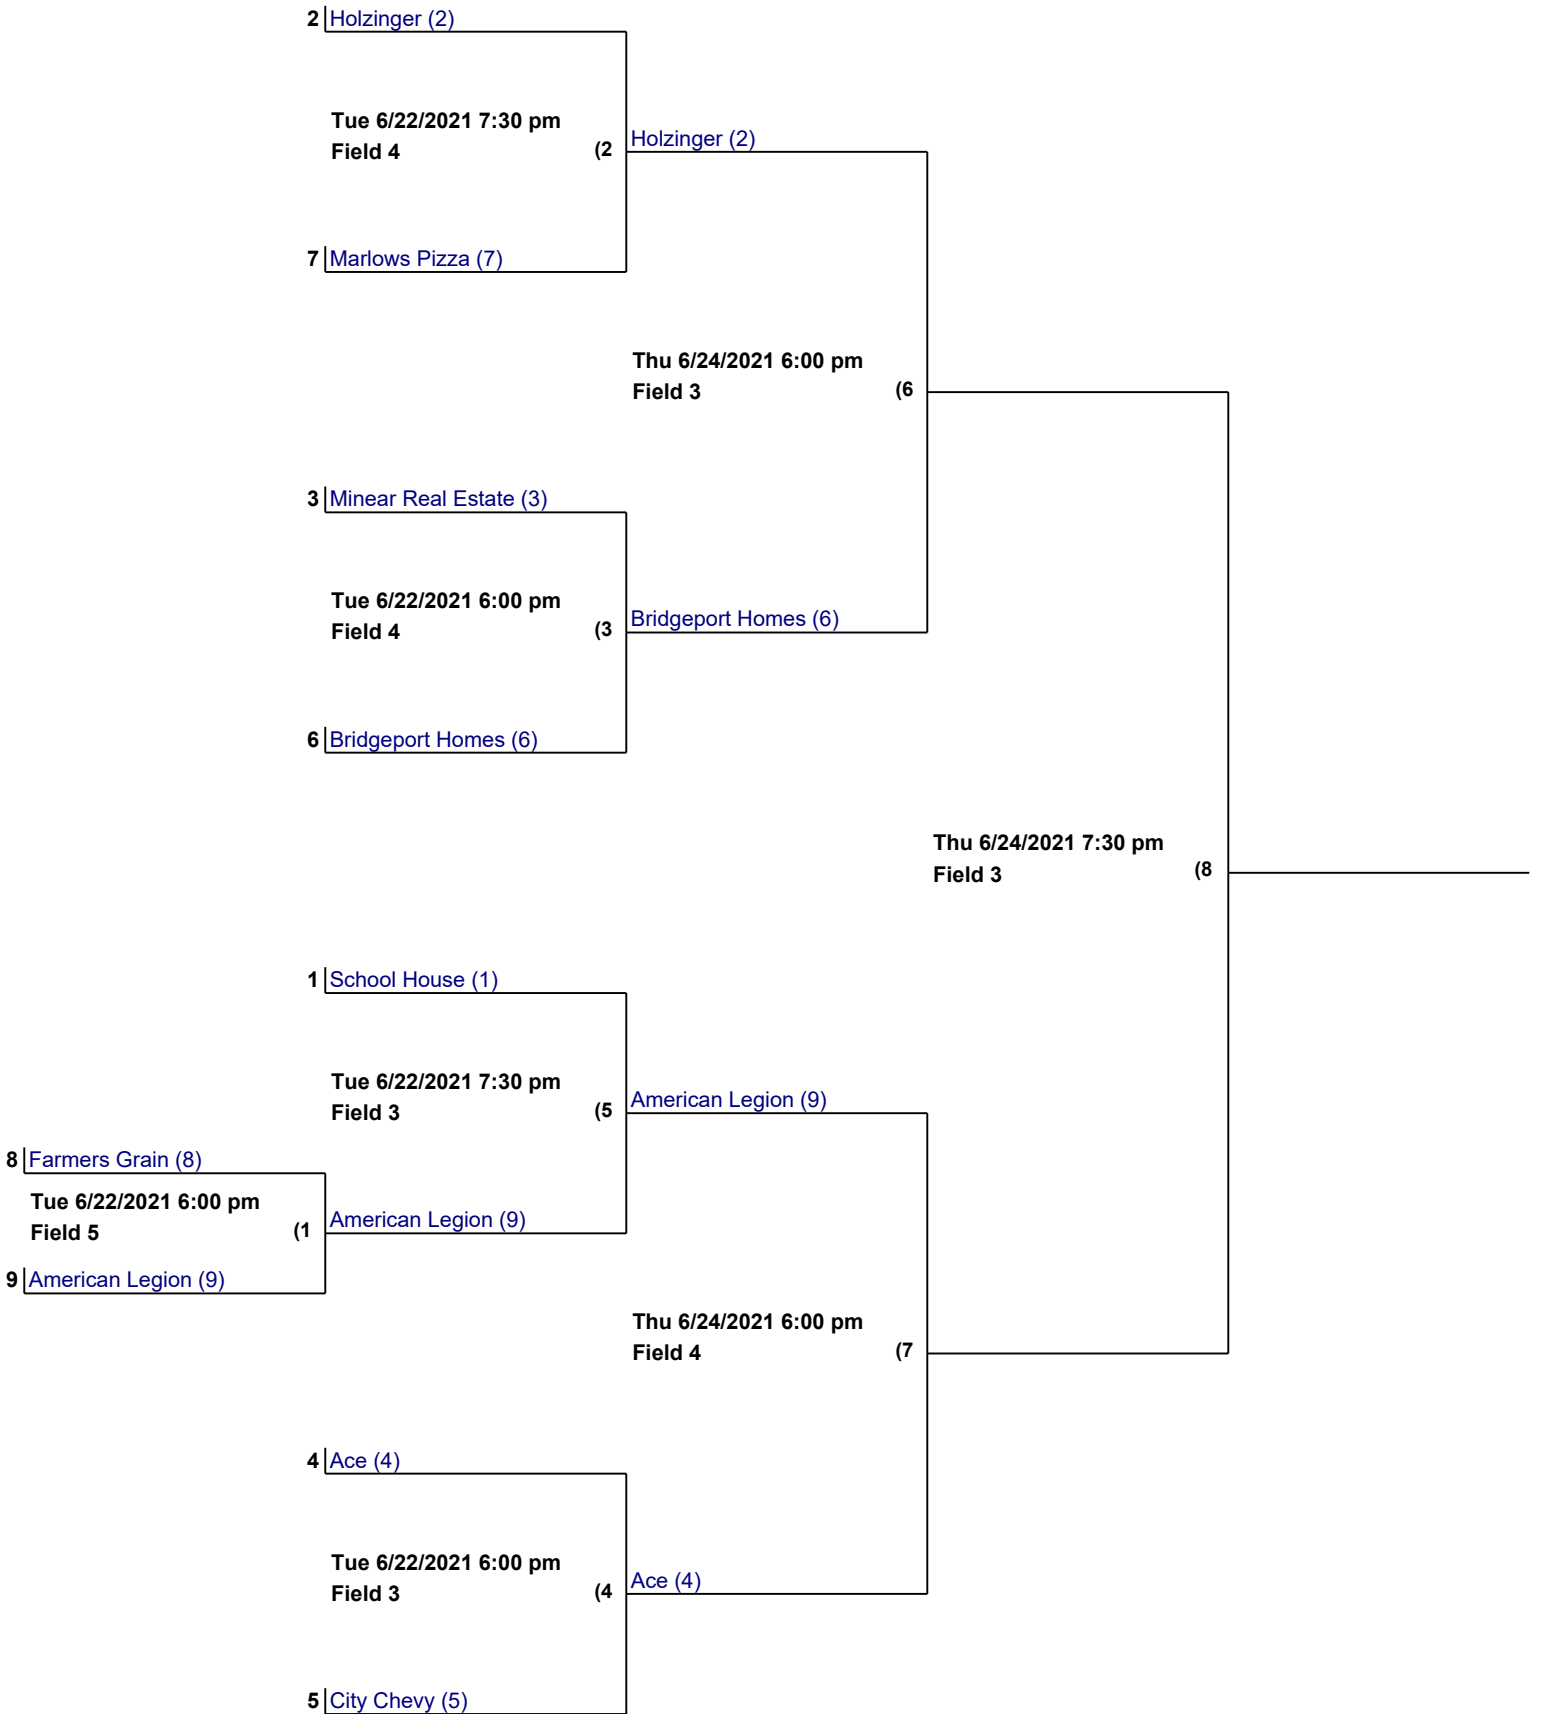 2 Holzinger (2)
Tue 6/22/2021 7:30 pm
Field 4 (2
Holzinger (2)
7 Marlows Pizza (7)
Thu 6/24/2021 6:00 pm
Field 3 (6
3 Minear Real Estate (3)
Tue 6/22/2021 6:00 pm
Field 4 (3
Bridgeport Homes (6)
6 Bridgeport Homes (6)
Thu 6/24/2021 7:30 pm
Field 3 (8
1 School House (1)
Tue 6/22/2021 7:30 pm
Field 3 (5
American Legion (9)
8 Farmers Grain (8)
Tue 6/22/2021 6:00 pm
Field 5 (1
American Legion (9)
9 American Legion (9)
Thu 6/24/2021 6:00 pm
Field 4 (7
4 Ace (4)
Tue 6/22/2021 6:00 pm
Field 3 (4
Ace (4)
5 City Chevy (5)